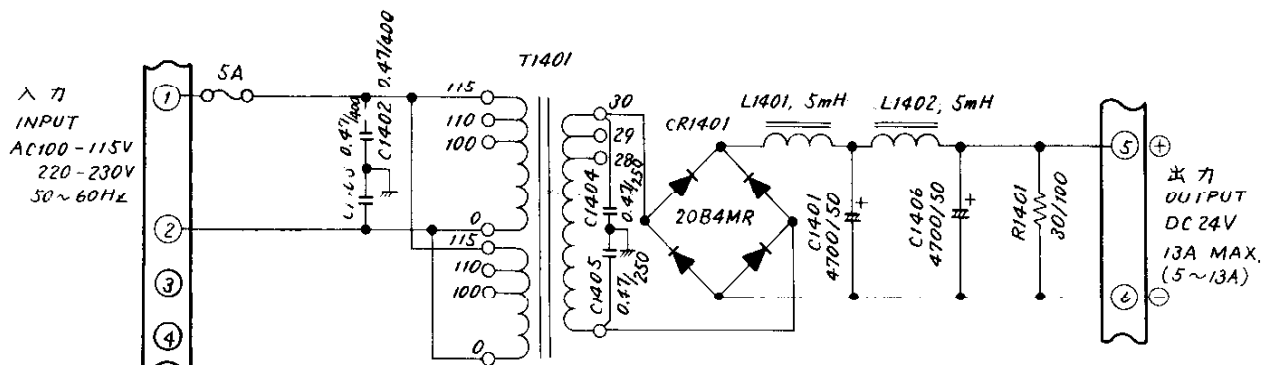 入力
INPUT
AC100-115V
220-230V
50~60Hz
1
5A
2
3
4
0.47/400
C1402 0.47/400
T1401
115
110
100
0
115
110
100
0
30
29
28
C1404
0.47/250
C1405
0.47/250
CR1401
20B4MR
L1401, 5mH
L1402, 5mH
C1401
4700/50
+
C1406
4700/50
+
R1401
30/100
5
+
出力
OUTPUT
DC 24V
13A MAX.
(5~13A)
−